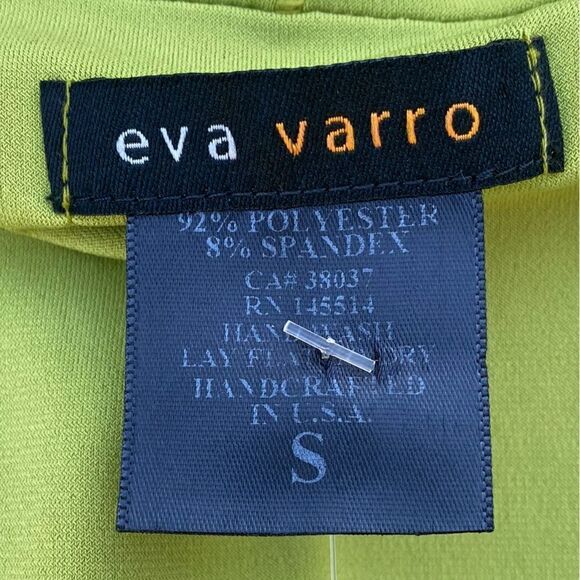 eva varro
92% POLYESTER
8% SPANDEX
CA# 38037
RN 145514
HAND WASH
LAY FLAT TO DRY
HANDCRAFTED
IN U.S.A.
S